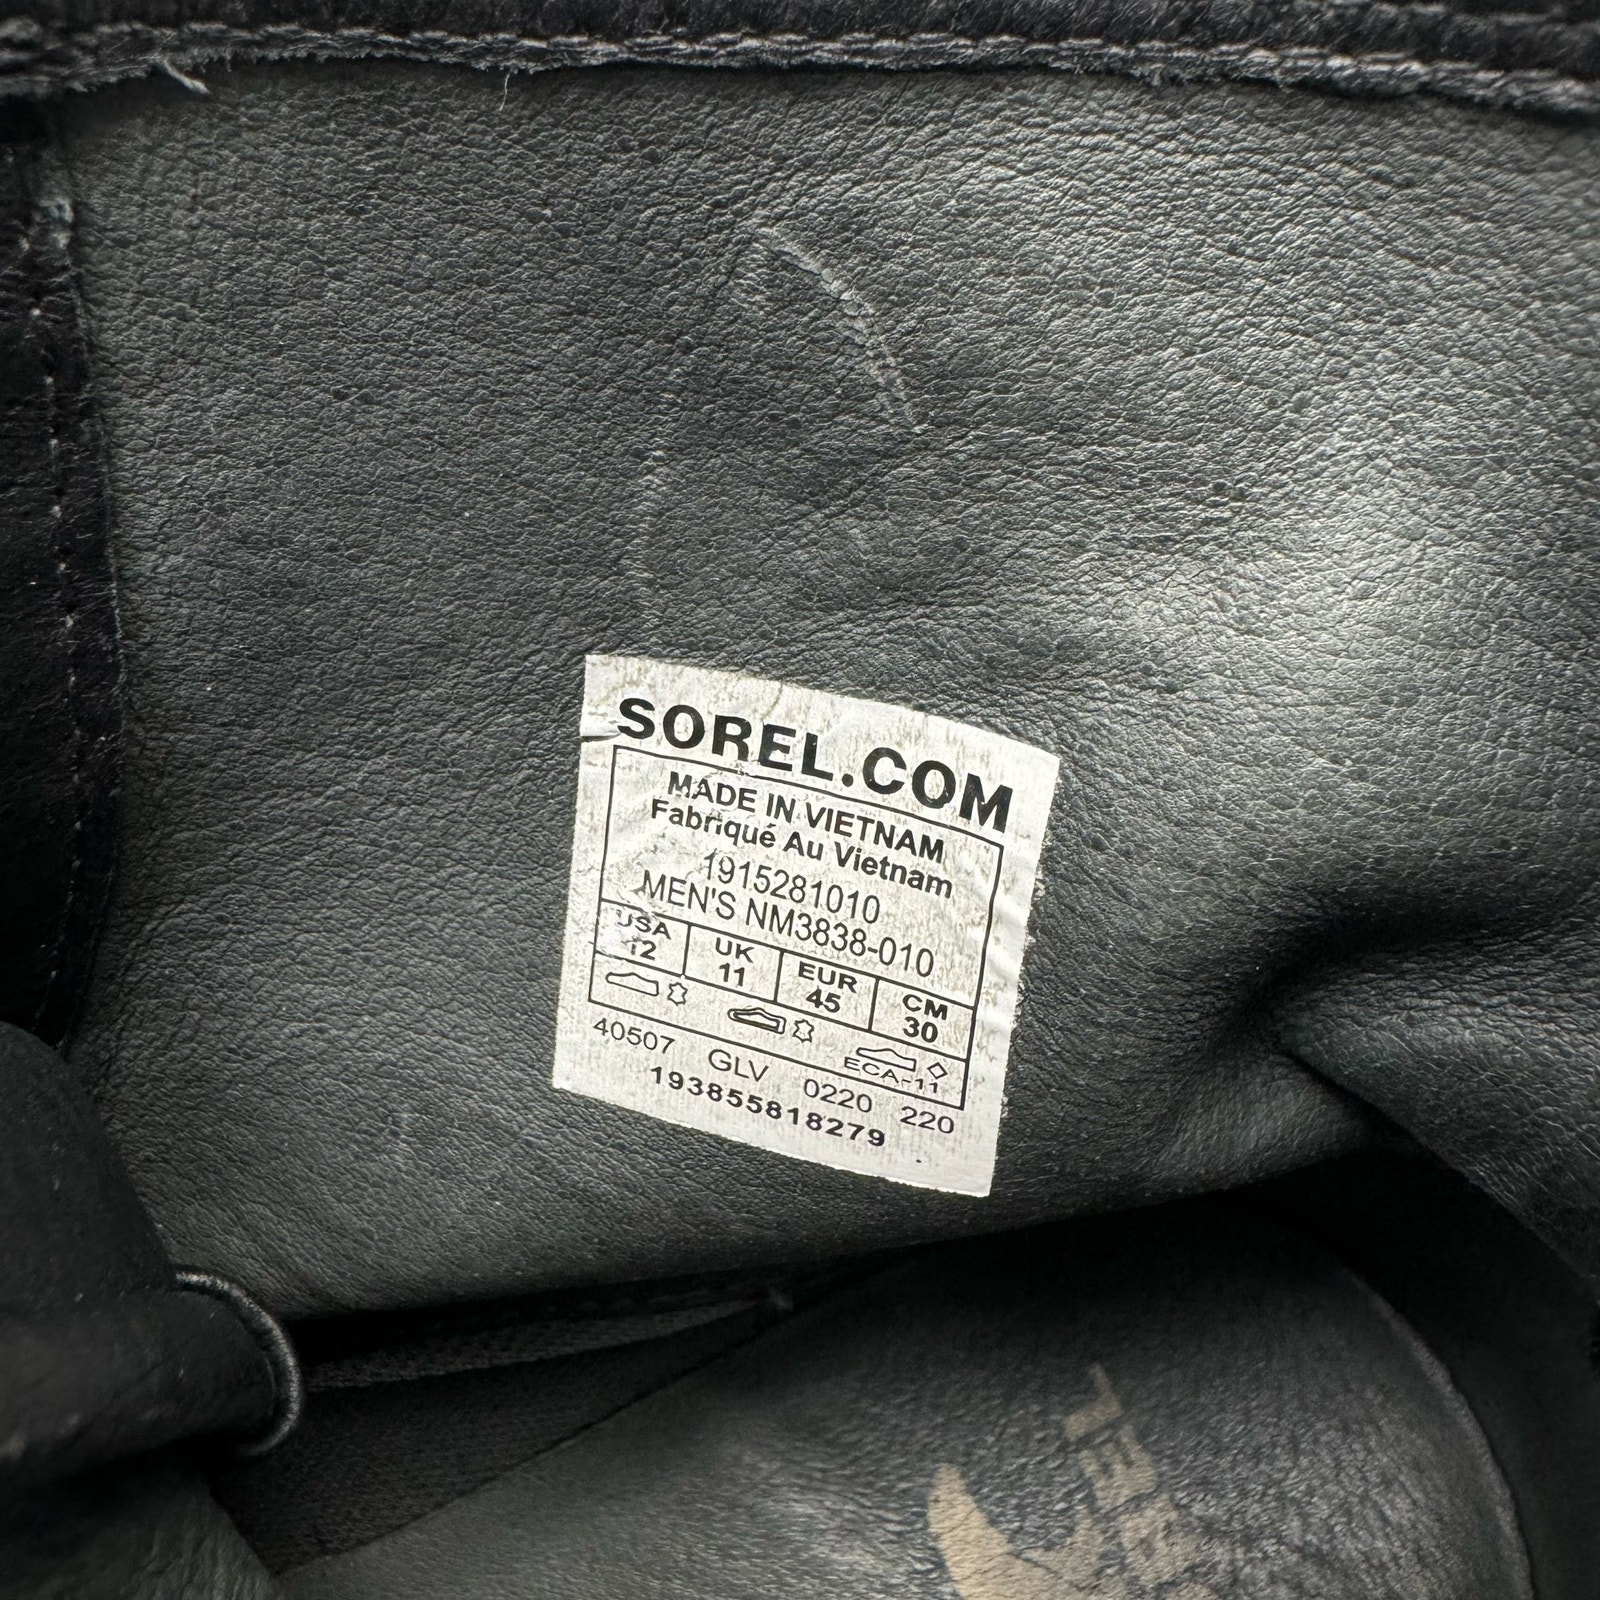 SOREL.COM
MADE IN VIETNAM
Fabriqué Au Vietnam
1915281010
MEN'S NM3838-010
USA UK EUR CM
12 11 45 30
ECA-11
40507 GLV 0220 220
193855818279